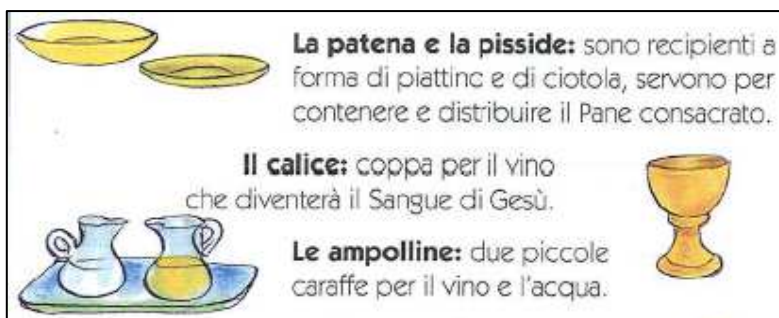 La patena e la pisside: sono recipienti a
forma di piattino e di ciotola, servono per
contenere e distribuire il Pane consacrato.
Il calice: coppa per il vino
che diventerà il Sangue di Gesù.
Le ampolline: due piccole
caraffe per il vino e l'acqua.